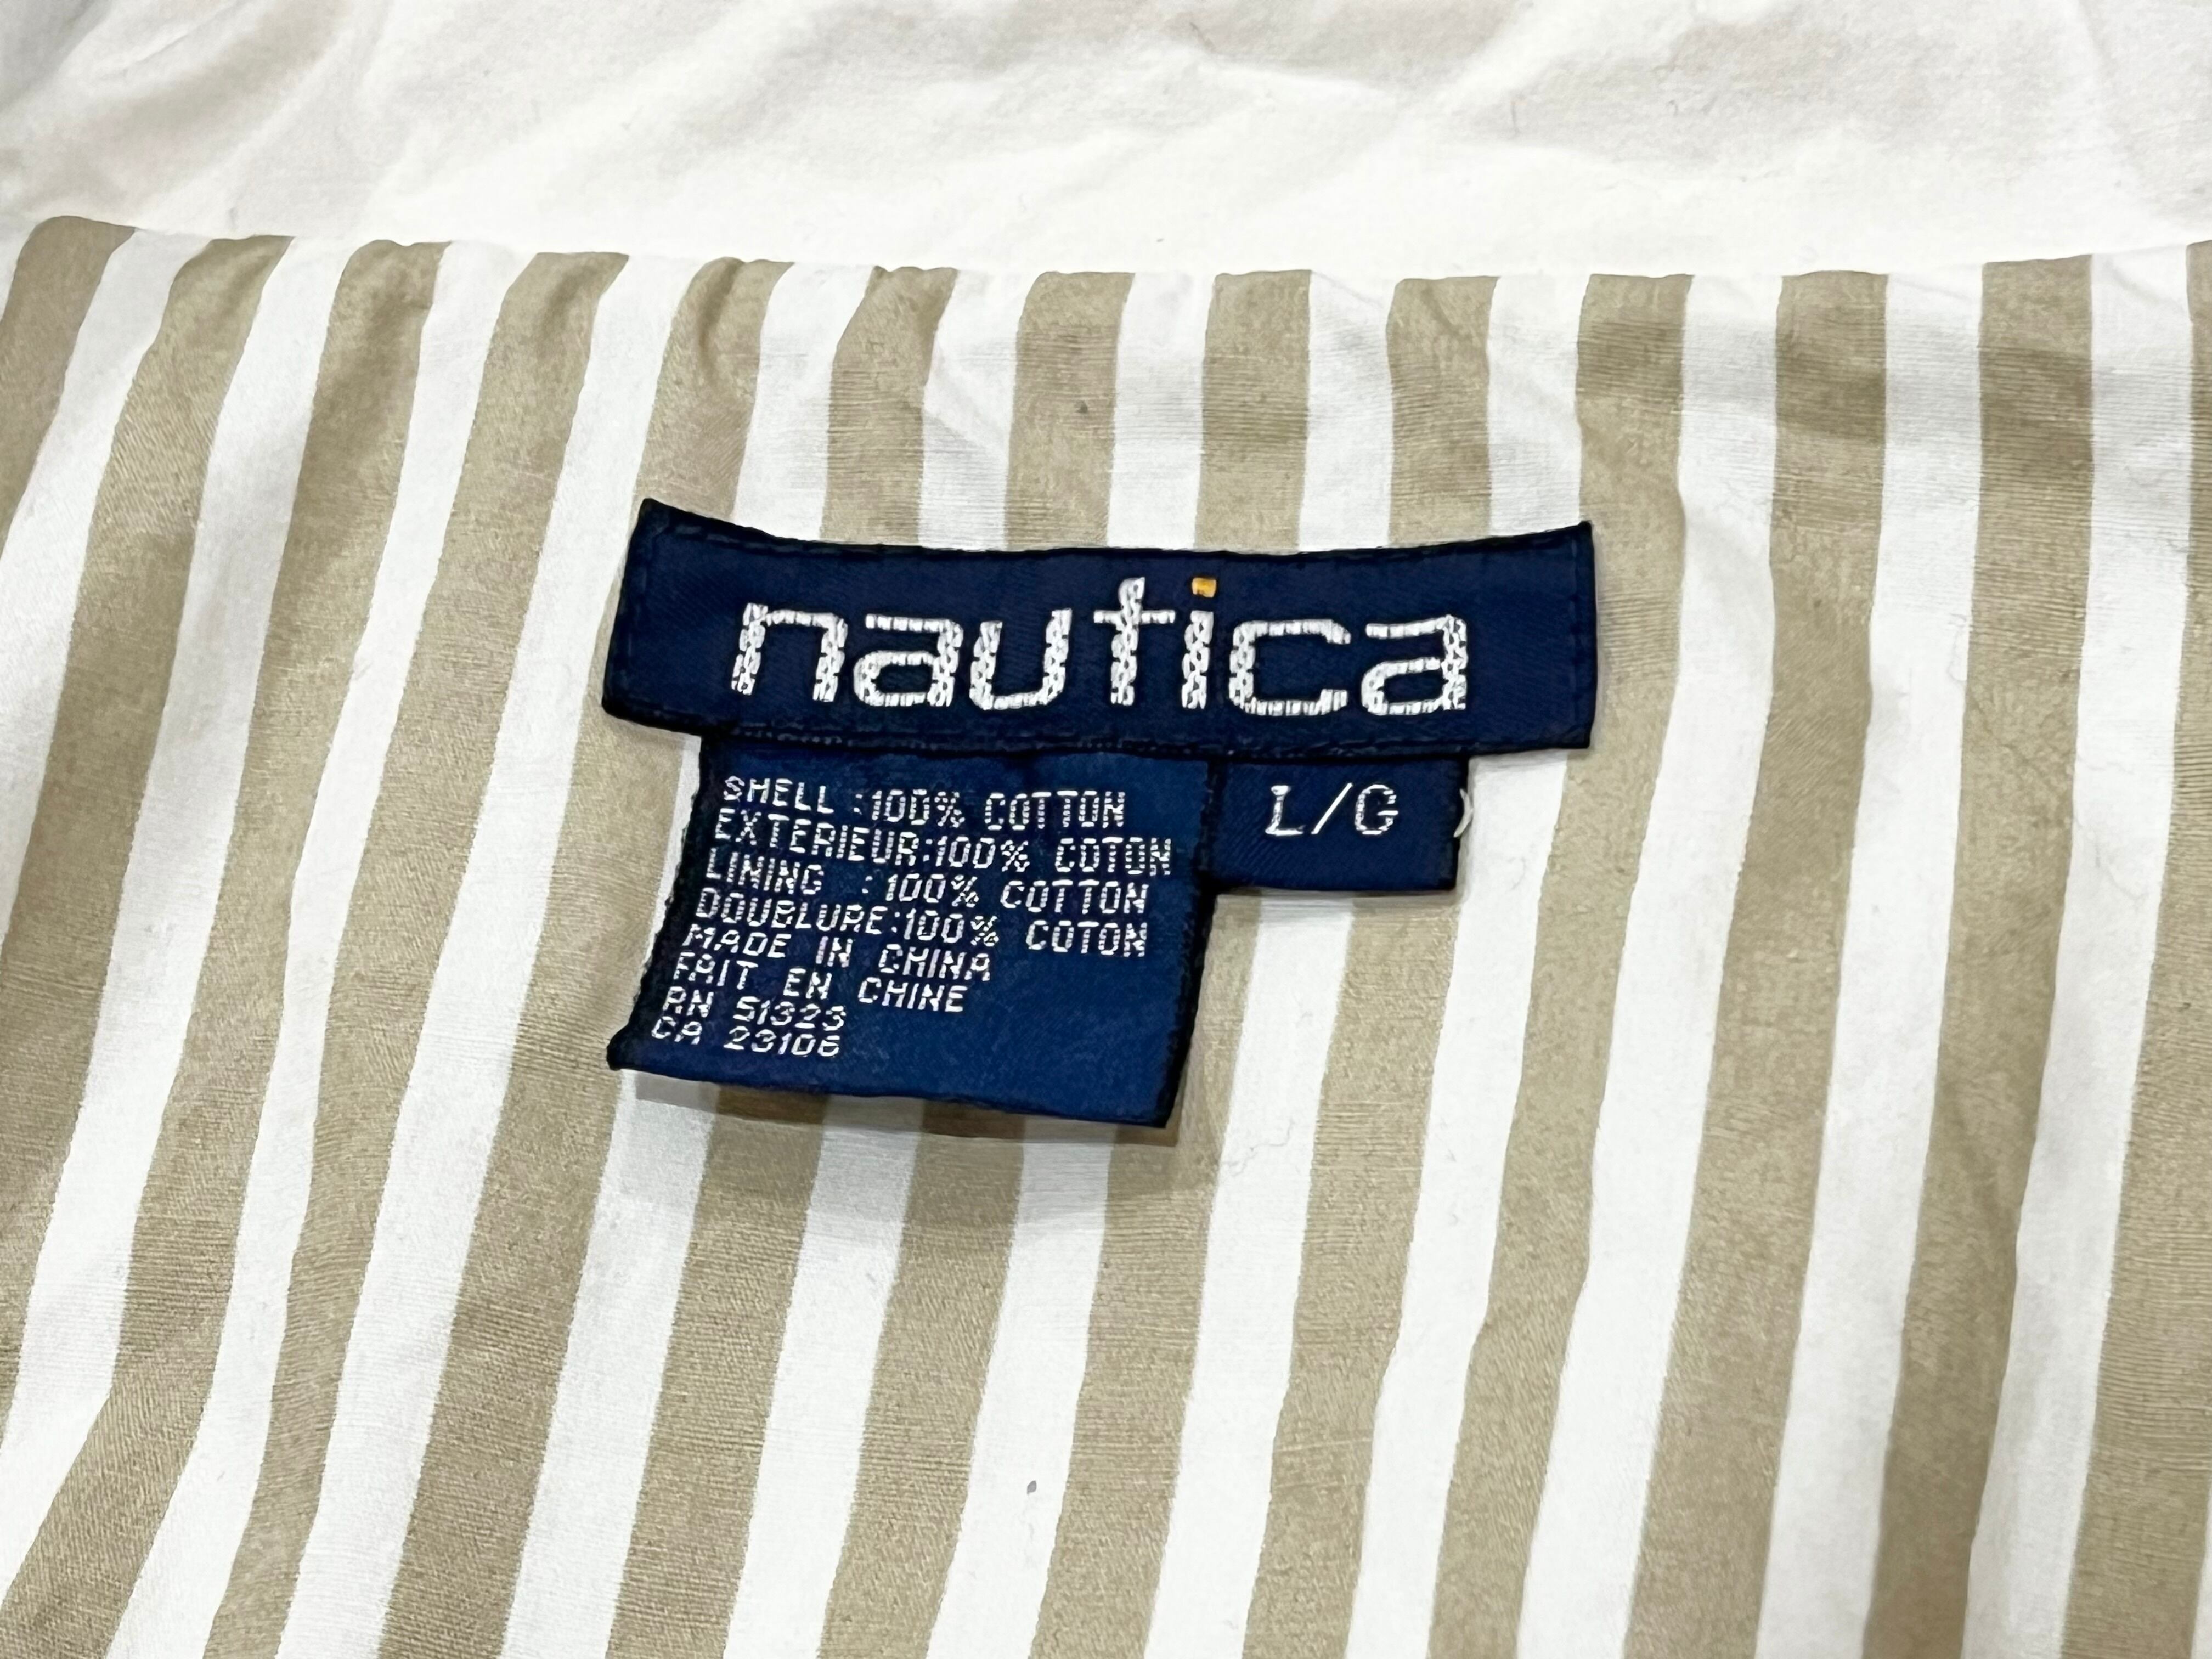 nautica
L/G
SHELL :100% COTTON
EXTERIEUR:100% COTON
LINING :100% COTTON
DOUBLURE:100% COTON
MADE IN CHINA
FAIT EN CHINE
RN 51323
CA 23106